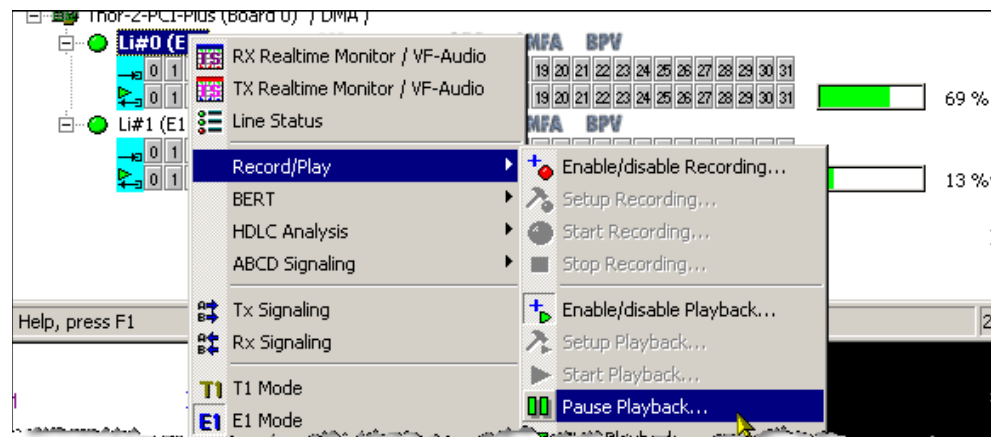 Thor-2-PCI-Plus (Board 0) / DMA /
Li#0 (E
MFA BPV
0 1
19 20 21 22 23 24 25 26 27 28 29 30 31
0 1
19 20 21 22 23 24 25 26 27 28 29 30 31
69 %
Li#1 (E1
MFA BPV
0 1
0 1
13 %
TS RX Realtime Monitor / VF-Audio
TS TX Realtime Monitor / VF-Audio
Line Status
Record/Play
BERT
HDLC Analysis
ABCD Signaling
A B Tx Signaling
A B Rx Signaling
T1 T1 Mode
E1 E1 Mode
Enable/disable Recording...
Setup Recording...
Start Recording...
Stop Recording...
Enable/disable Playback...
Setup Playback...
Start Playback...
Pause Playback...
Help, press F1
2